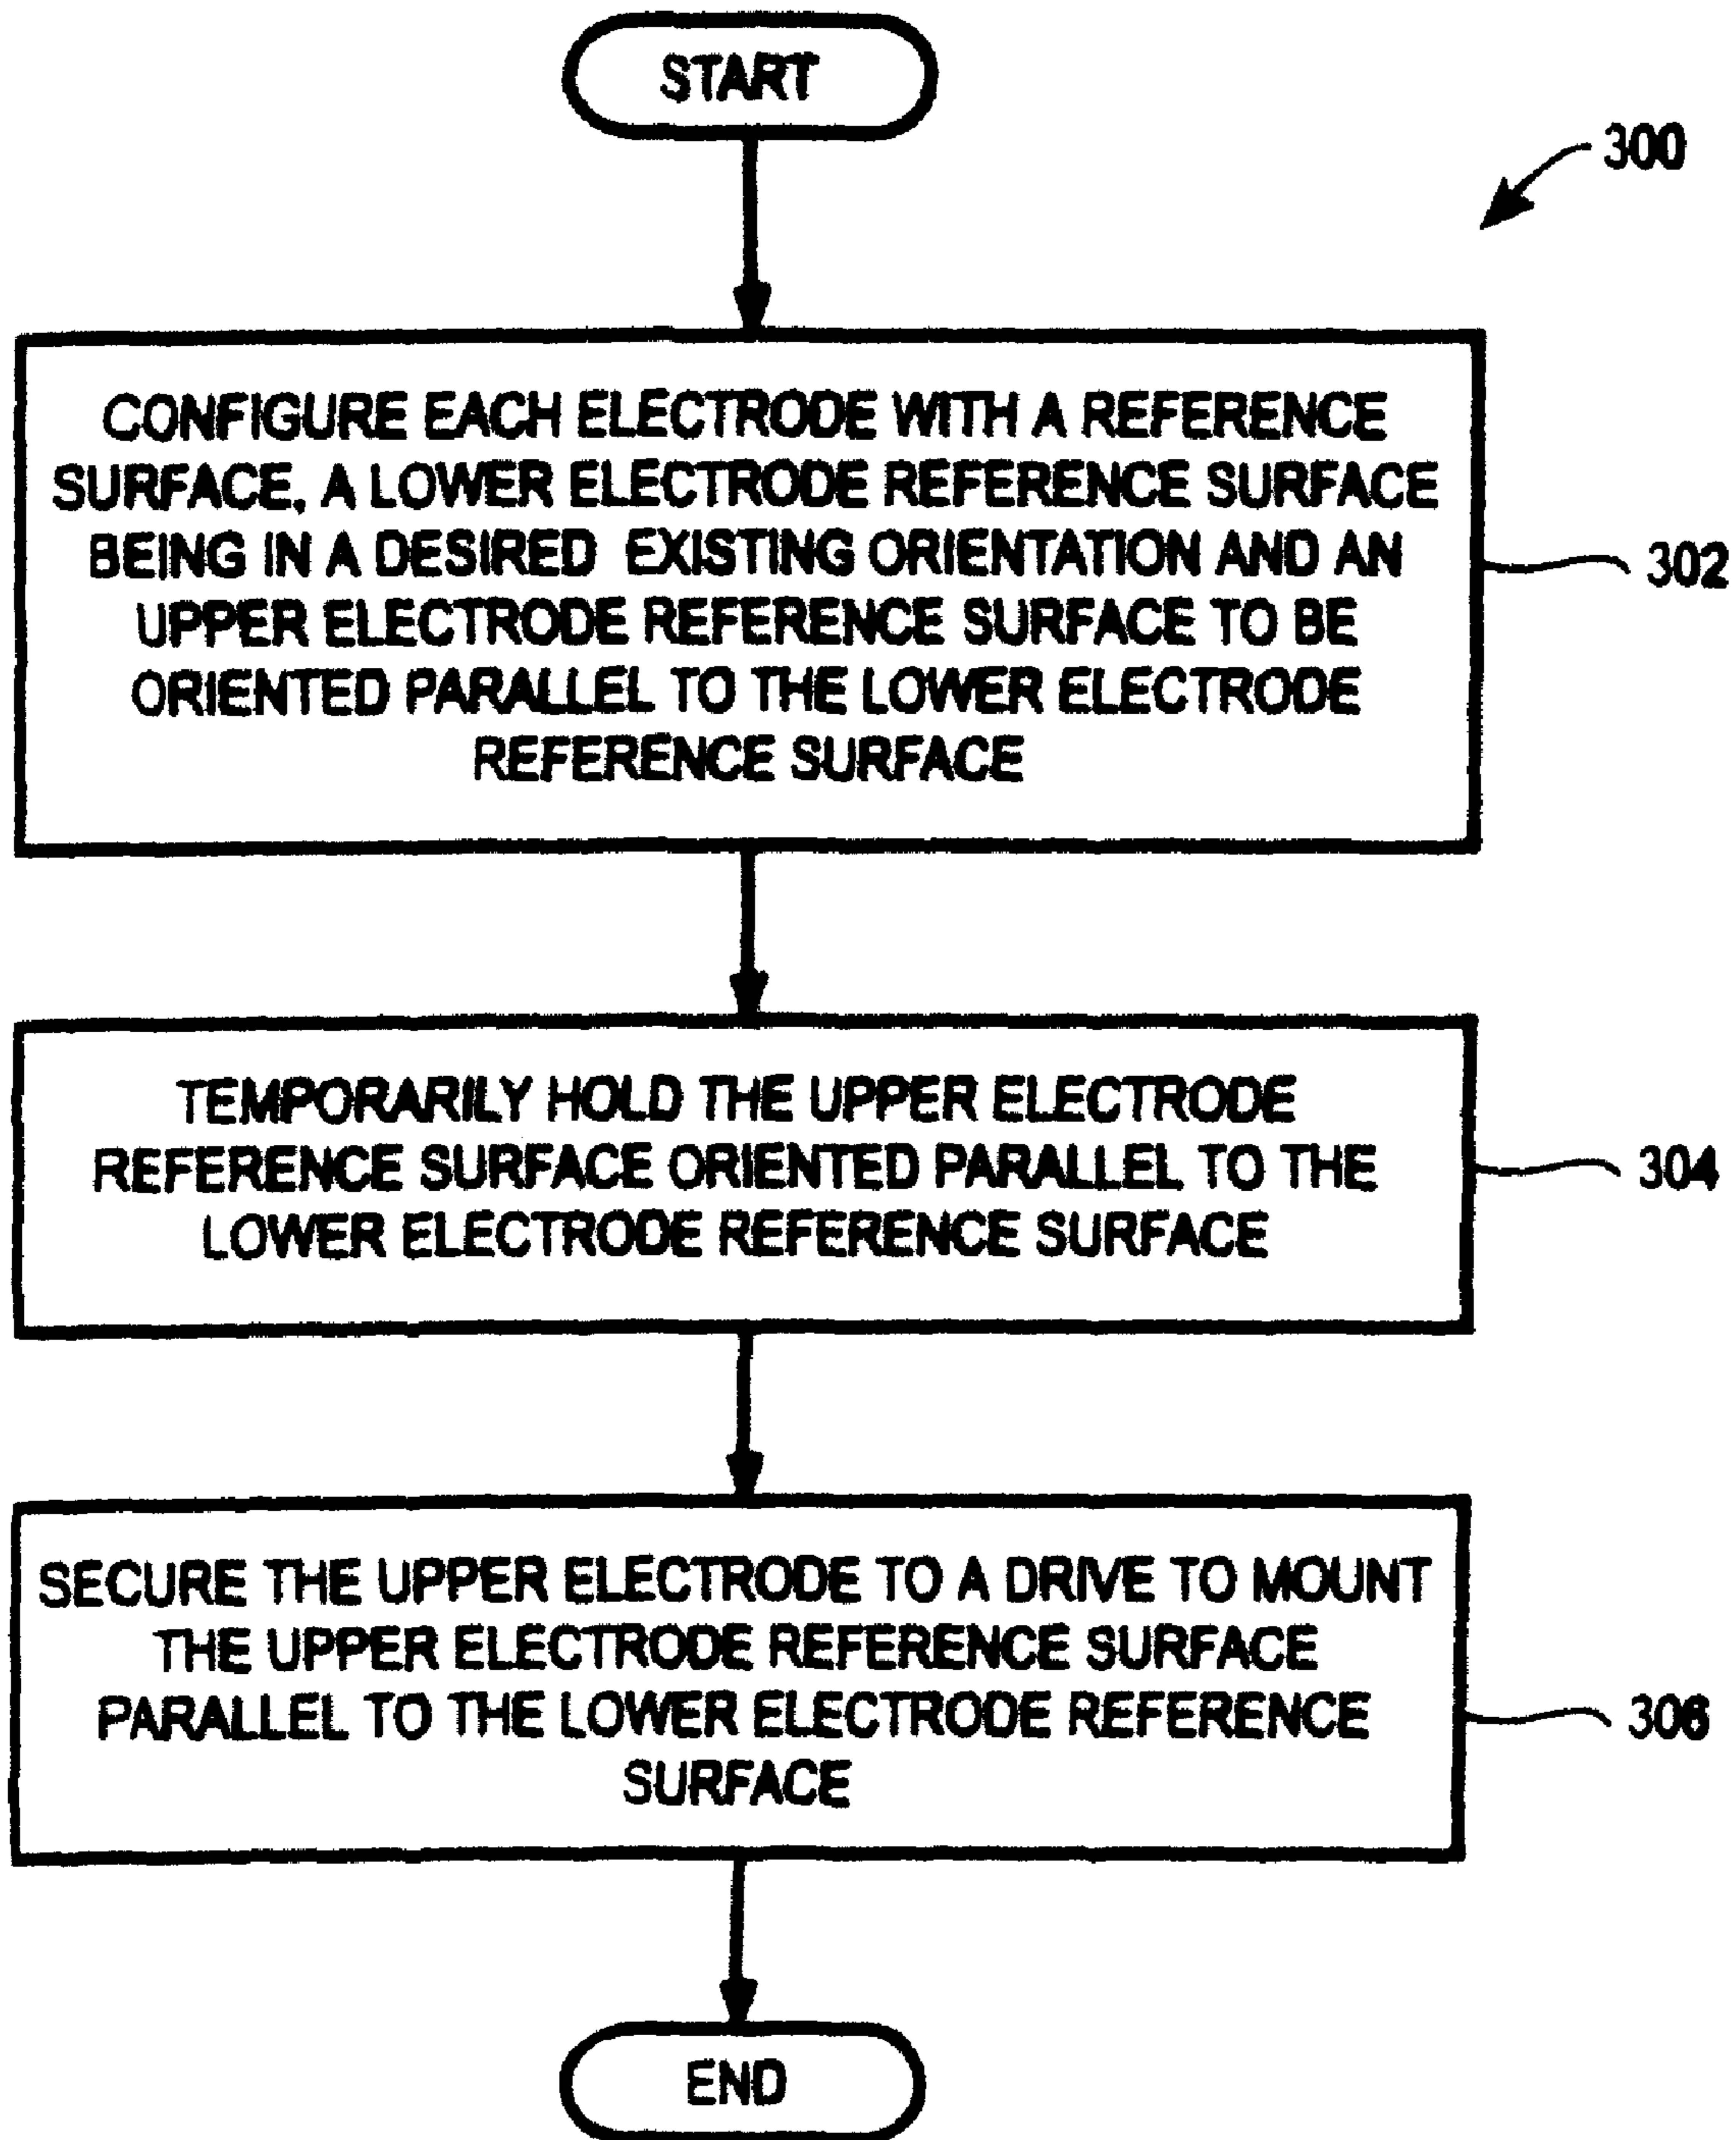 START
300
CONFIGURE EACH ELECTRODE WITH A REFERENCE
SURFACE, A LOWER ELECTRODE REFERENCE SURFACE
BEING IN A DESIRED EXISTING ORIENTATION AND AN
UPPER ELECTRODE REFERENCE SURFACE TO BE
ORIENTED PARALLEL TO THE LOWER ELECTRODE
REFERENCE SURFACE
302
TEMPORARILY HOLD THE UPPER ELECTRODE
REFERENCE SURFACE ORIENTED PARALLEL TO THE
LOWER ELECTRODE REFERENCE SURFACE
304
SECURE THE UPPER ELECTRODE TO A DRIVE TO MOUNT
THE UPPER ELECTRODE REFERENCE SURFACE
PARALLEL TO THE LOWER ELECTRODE REFERENCE
SURFACE
306
END